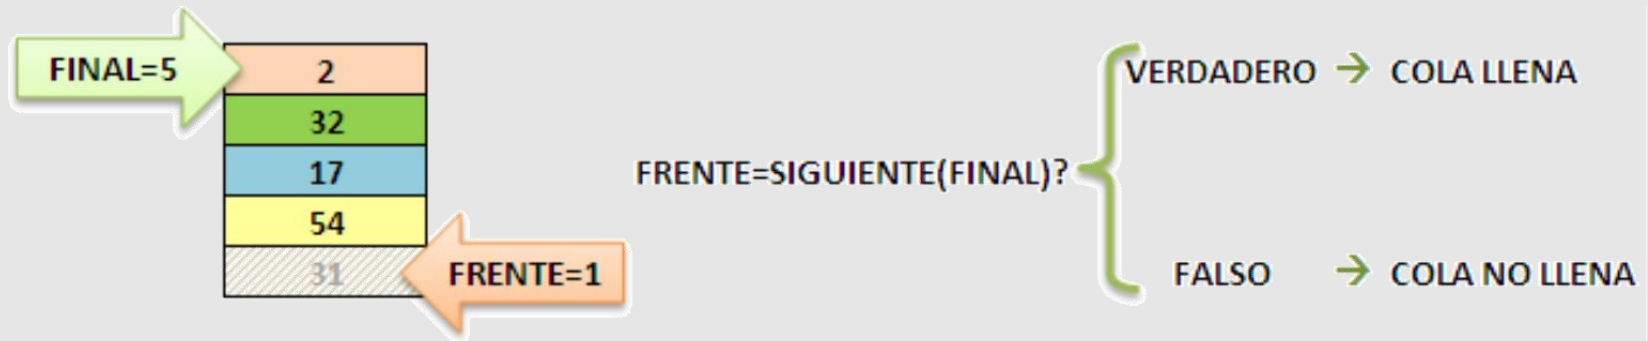 FINAL=5
2
32
17
54
31
FRENTE=1
FRENTE=SIGUIENTE(FINAL)?
VERDADERO → COLA LLENA
FALSO → COLA NO LLENA